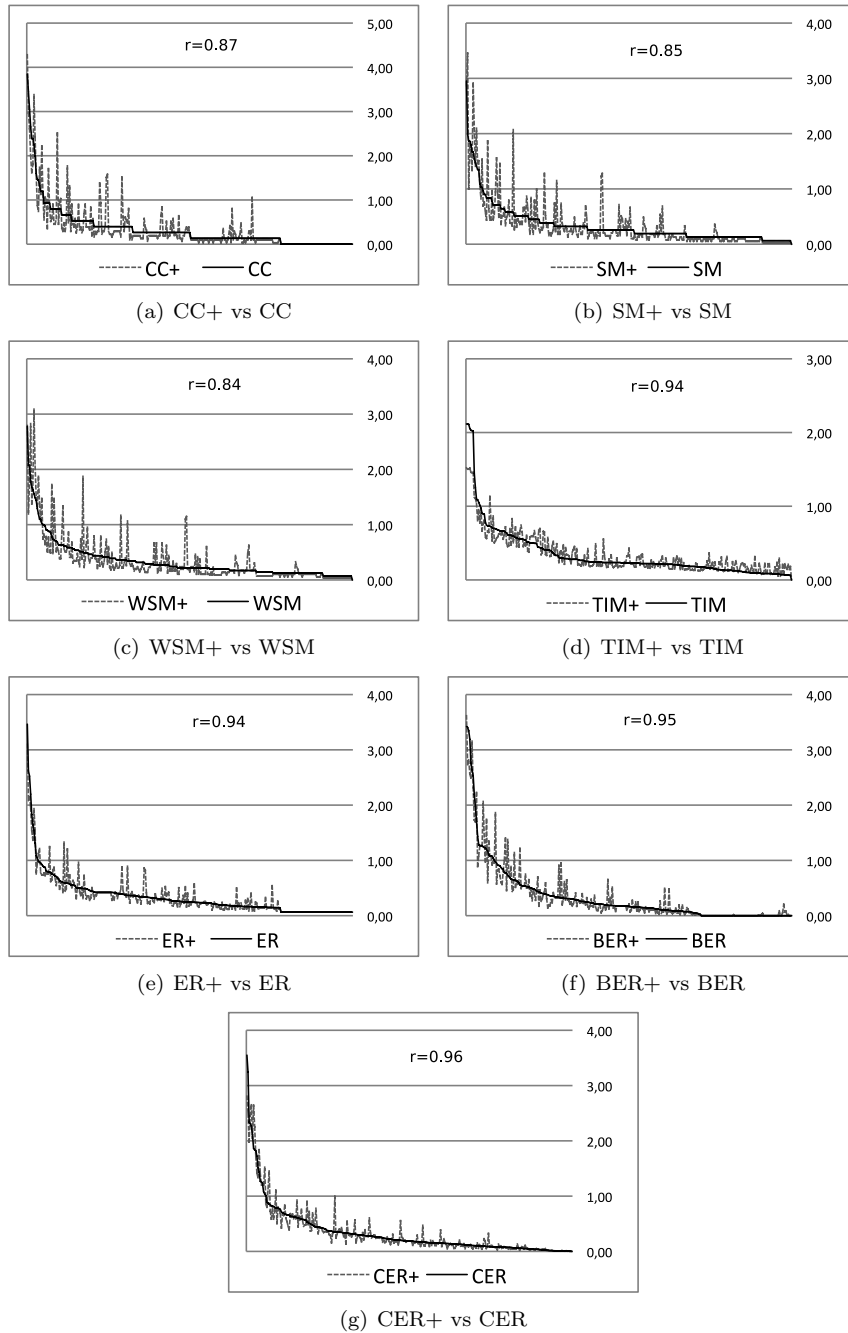 5,00
r=0.87
4,00
3,00
2,00
1,00
0,00
CC+ CC
(a) CC+ vs CC
4,00
r=0.85
3,00
2,00
1,00
0,00
SM+ SM
(b) SM+ vs SM
4,00
r=0.84
3,00
2,00
1,00
0,00
WSM+ WSM
(c) WSM+ vs WSM
3,00
r=0.94
2,00
1,00
0,00
TIM+ TIM
(d) TIM+ vs TIM
4,00
r=0.94
3,00
2,00
1,00
0,00
ER+ ER
(e) ER+ vs ER
4,00
r=0.95
3,00
2,00
1,00
0,00
BER+ BER
(f) BER+ vs BER
4,00
r=0.96
3,00
2,00
1,00
0,00
CER+ CER
(g) CER+ vs CER